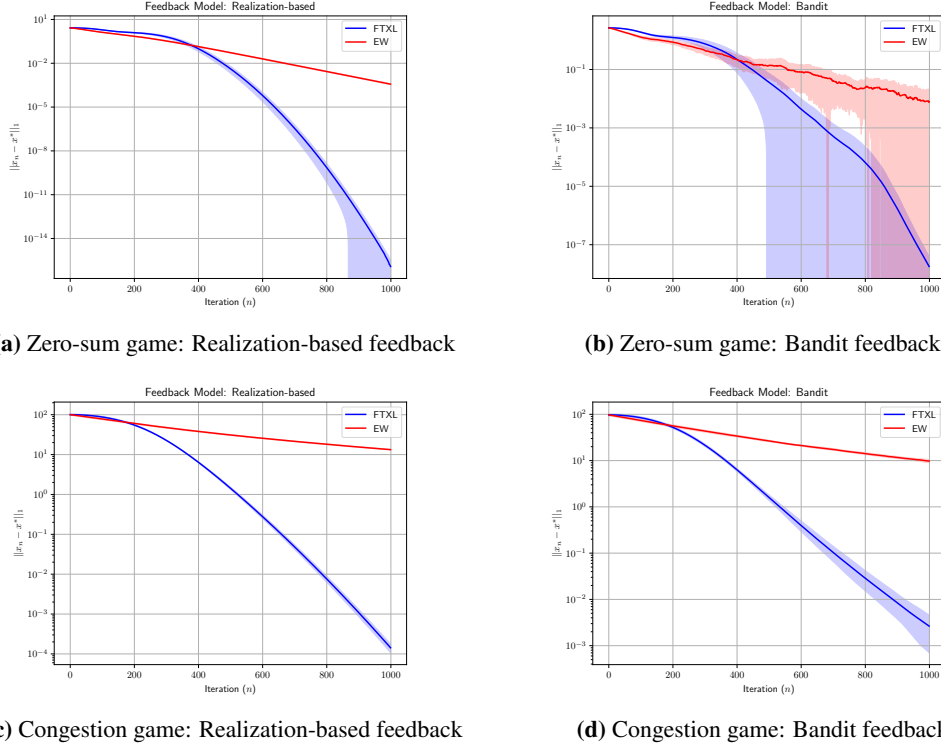 Feedback Model: Realization-based
10^1
10^-2
10^-5
10^-8
10^-11
10^-14
||x_n − x*||_1
FTXL
EW
0 200 400 600 800 1000
Iteration (n)
Feedback Model: Bandit
10^-1
10^-3
10^-5
10^-7
||x_n − x*||_1
FTXL
EW
0 200 400 600 800 1000
Iteration (n)
(a) Zero-sum game: Realization-based feedback
(b) Zero-sum game: Bandit feedback
Feedback Model: Realization-based
10^2
10^1
10^0
10^-1
10^-2
10^-3
10^-4
||x_n − x*||_1
FTXL
EW
0 200 400 600 800 1000
Iteration (n)
Feedback Model: Bandit
10^2
10^1
10^0
10^-1
10^-2
10^-3
||x_n − x*||_1
FTXL
EW
0 200 400 600 800 1000
Iteration (n)
c) Congestion game: Realization-based feedback
(d) Congestion game: Bandit feedback